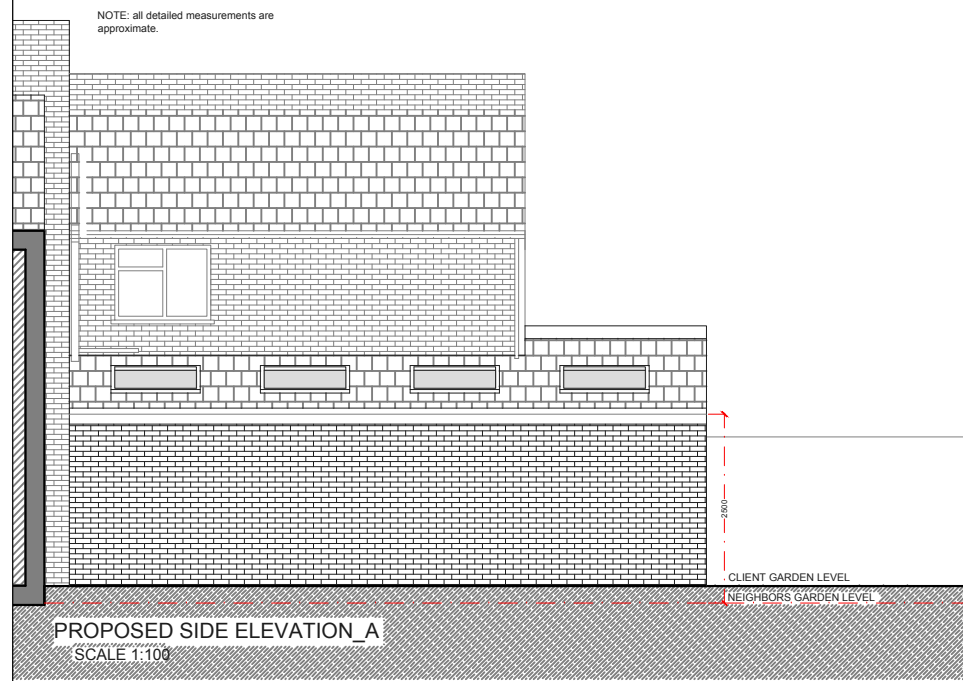 NOTE: all detailed measurements are
approximate.
2500
CLIENT GARDEN LEVEL
NEIGHBORS GARDEN LEVEL
PROPOSED SIDE ELEVATION_A
SCALE 1:100